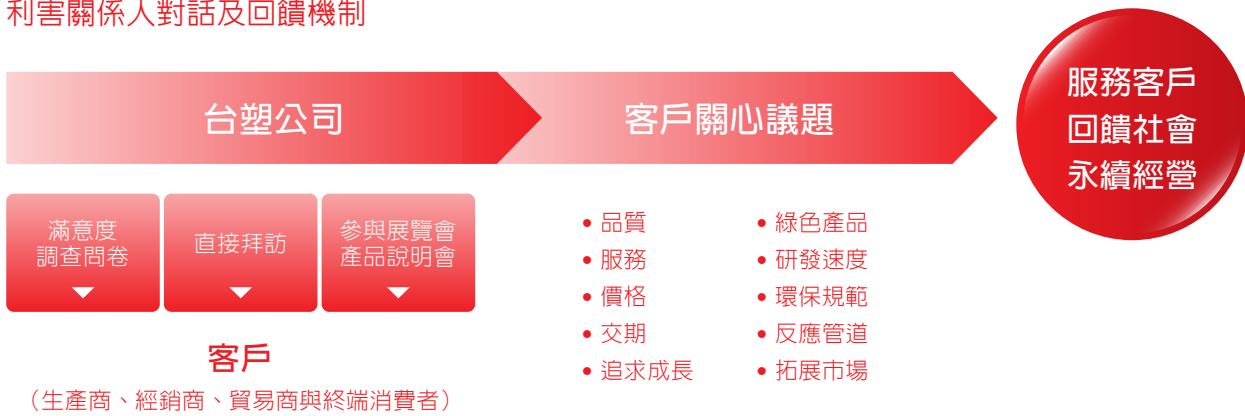 利害關係人對話及回饋機制
台塑公司
客戶關心議題
服務客戶
回饋社會
永續經營
滿意度
調查問卷
直接拜訪
參與展覽會
產品說明會
客戶
（生產商、經銷商、貿易商與終端消費者）
• 品質
• 服務
• 價格
• 交期
• 追求成長
• 綠色產品
• 研發速度
• 環保規範
• 反應管道
• 拓展市場